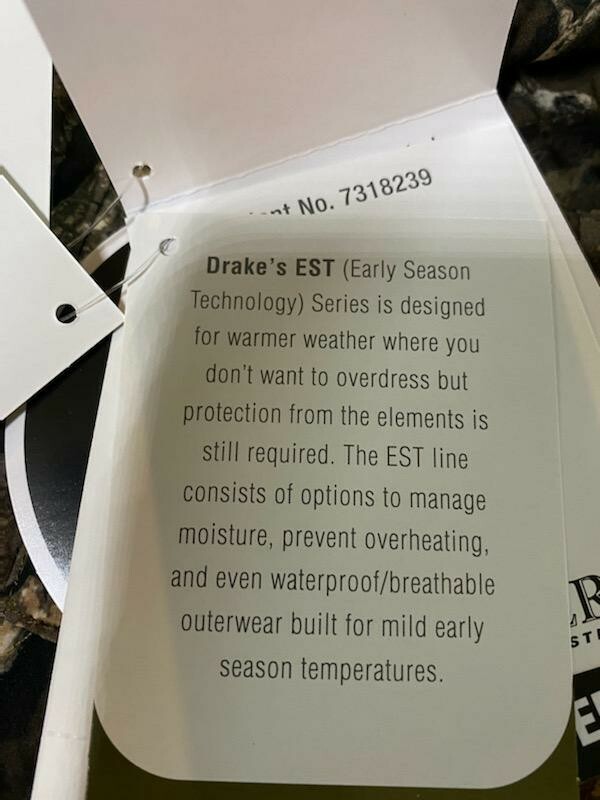 No. 7318239
Drake's EST (Early Season
Technology) Series is designed
for warmer weather where you
don't want to overdress but
protection from the elements is
still required. The EST line
consists of options to manage
moisture, prevent overheating,
and even waterproof/breathable
outerwear built for mild early
season temperatures.